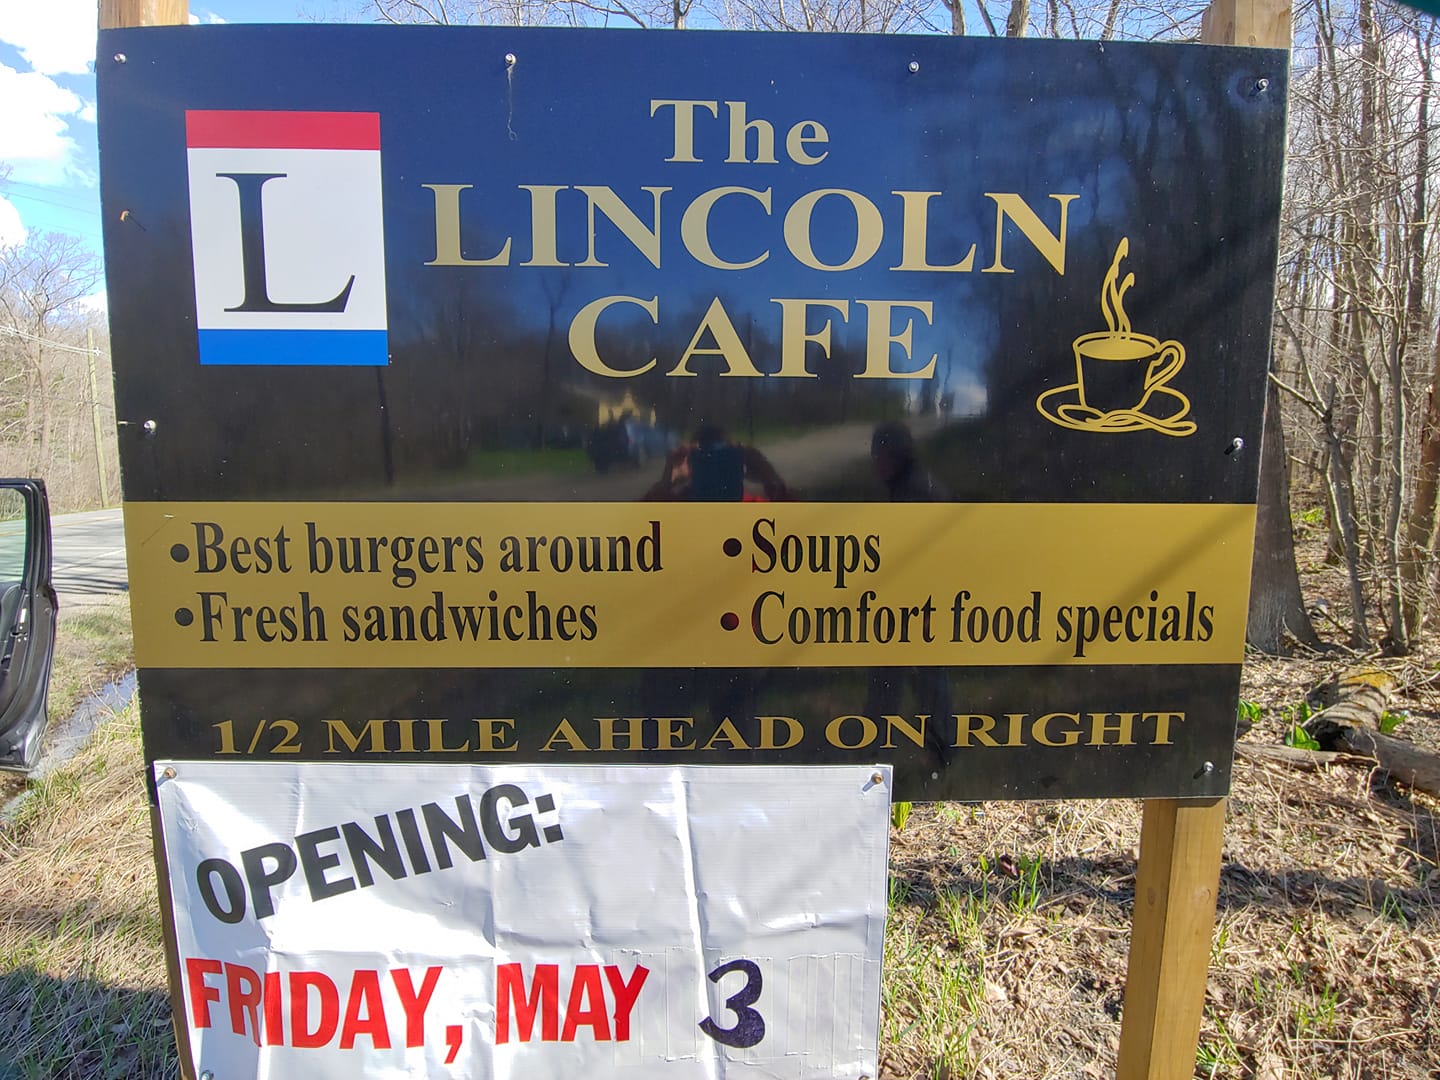 L
The
LINCOLN
CAFE
•Best burgers around
•Fresh sandwiches
•Soups
•Comfort food specials
1/2 MILE AHEAD ON RIGHT
OPENING:
FRIDAY, MAY 3